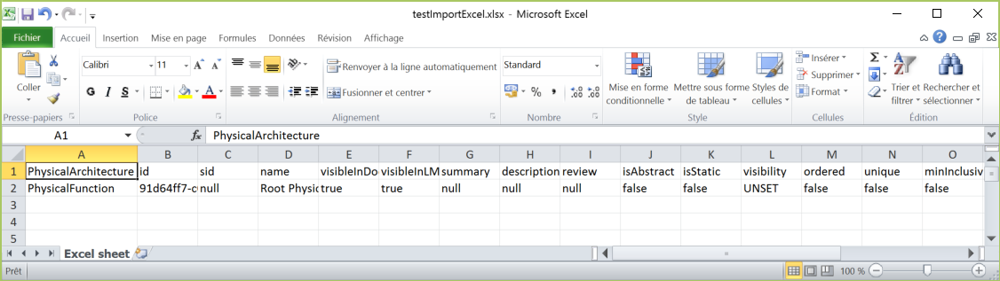 testImportExcel.xlsx - Microsoft Excel
Fichier Accueil Insertion Mise en page Formules Données Révision Affichage
Coller
Presse-papiers
Calibri 11
G I S
Police
Renvoyer à la ligne automatiquement
Fusionner et centrer
Alignement
Standard
% ,00
Nombre
Mise en forme conditionnelle
Mettre sous forme de tableau
Styles de cellules
Style
Insérer
Supprimer
Format
Cellules
Σ
Trier et filtrer
Rechercher et sélectionner
Édition
A1 fx PhysicalArchitecture
A B C D E F G H I J K L M N O
1 PhysicalArchitecture id sid name visibleInDo visibleInLM summary description review isAbstract isStatic visibility ordered unique minInclusiv
2 PhysicalFunction 91d64ff7-c null Root Physic true true null null null false false UNSET false false false
3
4
5
Excel sheet
Prêt 100 %